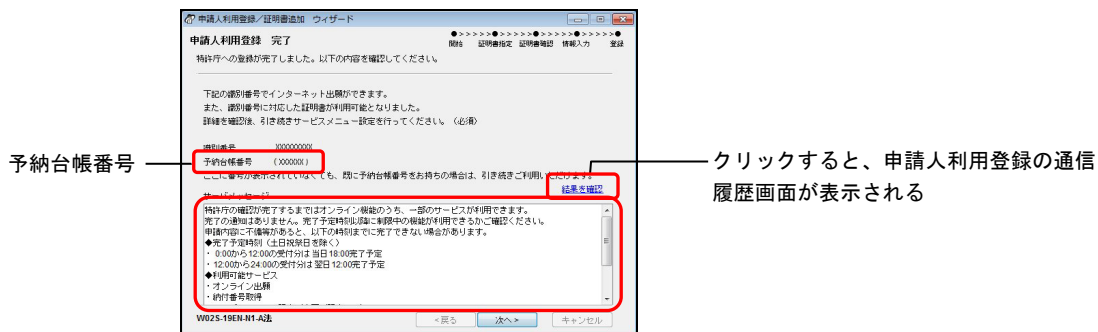 申請人利用登録／証明書追加 ウィザード
申請人利用登録 完了
●>>>>>●>>>>>●>>>>>●>>>>>●
開始 証明書指定 証明書確認 情報入力 登録
特許庁への登録が完了しました。以下の内容を確認してください。
下記の識別番号でインターネット出願ができます。
また、識別番号に対応した証明書が利用可能となりました。
詳細を確認後、引き続きサービスメニュー設定を行ってください。（必須）
識別番号 XXXXXXXXX
予納台帳番号 (XXXXXX)
ここに番号が表示されていなくても、既に予納台帳番号をお持ちの場合は、引き続きご利用いただけます。
結果を確認
サーバメッセージ
特許庁の確認が完了するまではオンライン機能のうち、一部のサービスが利用できます。
完了の通知はありません。完了予定時刻以降に制限中の機能が利用できるかご確認ください。
申請内容に不備等があると、以下の時刻までに完了できない場合があります。
◆完了予定時刻（土日祝祭日を除く）
・ 0:00から12:00の受付分は当日18:00完了予定
・ 12:00から24:00の受付分は翌日12:00完了予定
◆利用可能サービス
・オンライン出願
・納付番号取得
W02S-19EN-N1-A法
<戻る 次へ> キャンセル
予納台帳番号
クリックすると、申請人利用登録の通信
履歴画面が表示される